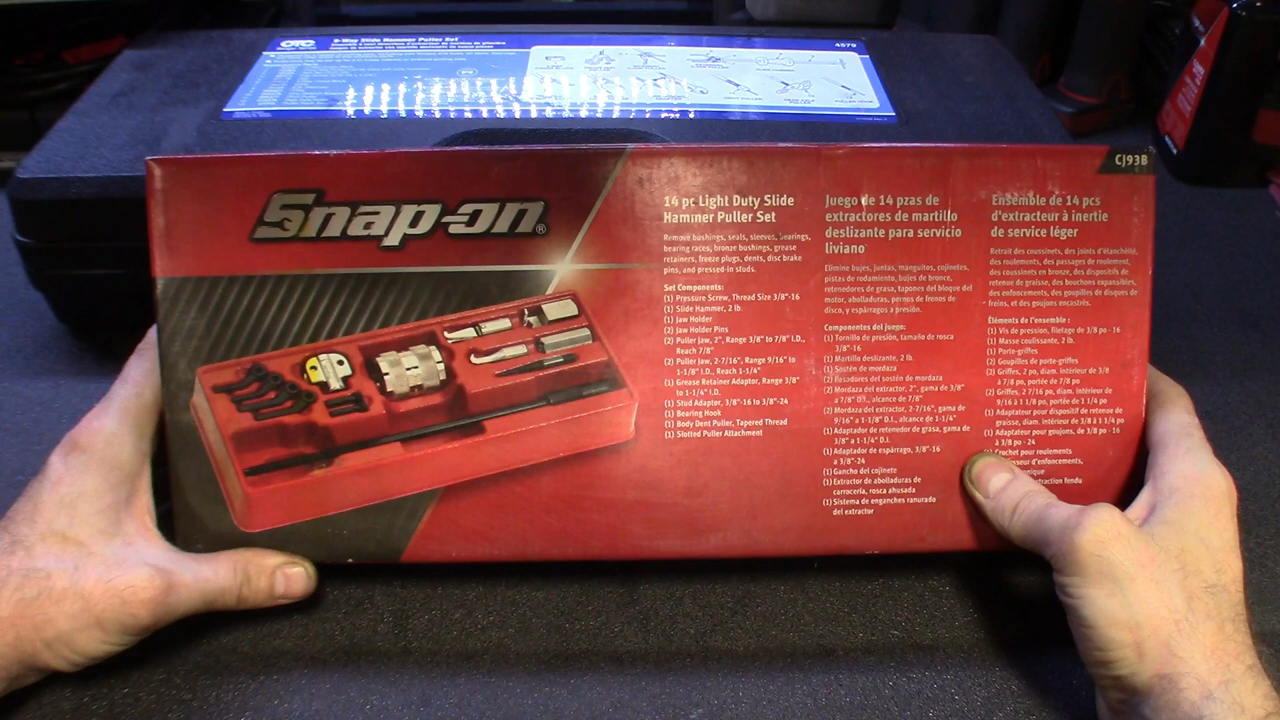 OTC
9-Way Slide Hammer Puller Set
4579
CJ93B
Snap-on®
14 pc Light Duty Slide
Hammer Puller Set
Remove bushings, seals, sleeves, bearings,
bearing races, bronze bushings, grease
retainers, freeze plugs, dents, disc brake
pins, and pressed-in studs.
Set Components:
(1) Pressure Screw, Thread Size 3/8"-16
(1) Slide Hammer, 2 lb.
(1) Jaw Holder
(2) Jaw Holder Pins
(2) Puller Jaw, 2", Range 3/8" to 7/8" I.D.,
Reach 7/8"
(2) Puller Jaw, 2-7/16", Range 9/16" to
1-1/8" I.D., Reach 1-1/4"
(1) Grease Retainer Adaptor, Range 3/8"
to 1-1/4" I.D.
(1) Stud Adaptor, 3/8"-16 to 3/8"-24
(1) Bearing Hook
(1) Body Dent Puller, Tapered Thread
(1) Slotted Puller Attachment
Juego de 14 pzas de
extractores de martillo
deslizante para servicio
liviano
Elimine bujes, juntas, manguitos, cojinetes,
pistas de rodamiento, bujes de bronce,
retenedores de grasa, tapones del bloque del
motor, abolladuras, pernos de frenos de
disco, y espárragos a presión.
Componentes del juego:
(1) Tornillo de presión, tamaño de rosca
3/8"-16
(1) Martillo deslizante, 2 lb.
(1) Sostén de mordaza
(2) Pasadores del sostén de mordaza
(2) Mordaza del extractor, 2", gama de 3/8"
a 7/8" D.I., alcance de 7/8"
(2) Mordaza del extractor, 2-7/16", gama de
9/16" a 1-1/8" D.I., alcance de 1-1/4"
(1) Adaptador de retenedor de grasa, gama de
3/8" a 1-1/4" D.I.
(1) Adaptador de espárrago, 3/8"-16
a 3/8"-24
(1) Gancho del cojinete
(1) Extractor de abolladuras de
carrocería, rosca ahusada
(1) Sistema de enganches ranurado
del extractor
Ensemble de 14 pcs
d'extracteur à inertie
de service léger
Retrait des coussinets, des joints d'étanchéité,
des roulements, des passages de roulement,
des coussinets en bronze, des dispositifs de
retenue de graisse, des bouchons expansibles,
des enfoncements, des goupilles de disques de
freins, et des goujons encastrés.
Éléments de l'ensemble :
(1) Vis de pression, filetage de 3/8 po - 16
(1) Masse coulissante, 2 lb.
(1) Porte-griffes
(2) Goupilles de porte-griffes
(2) Griffes, 2 po, diam. intérieur de 3/8
à 7/8 po, portée de 7/8 po
(2) Griffes, 2 7/16 po, diam. intérieur de
9/16 à 1 1/8 po, portée de 1 1/4 po
(1) Adaptateur pour dispositif de retenue de
graisse, diam. intérieur de 3/8 à 1 1/4 po
(1) Adaptateur pour goujons, de 3/8 po - 16
à 3/8 po - 24
Crochet pour roulements
d'enfoncements,
fendu